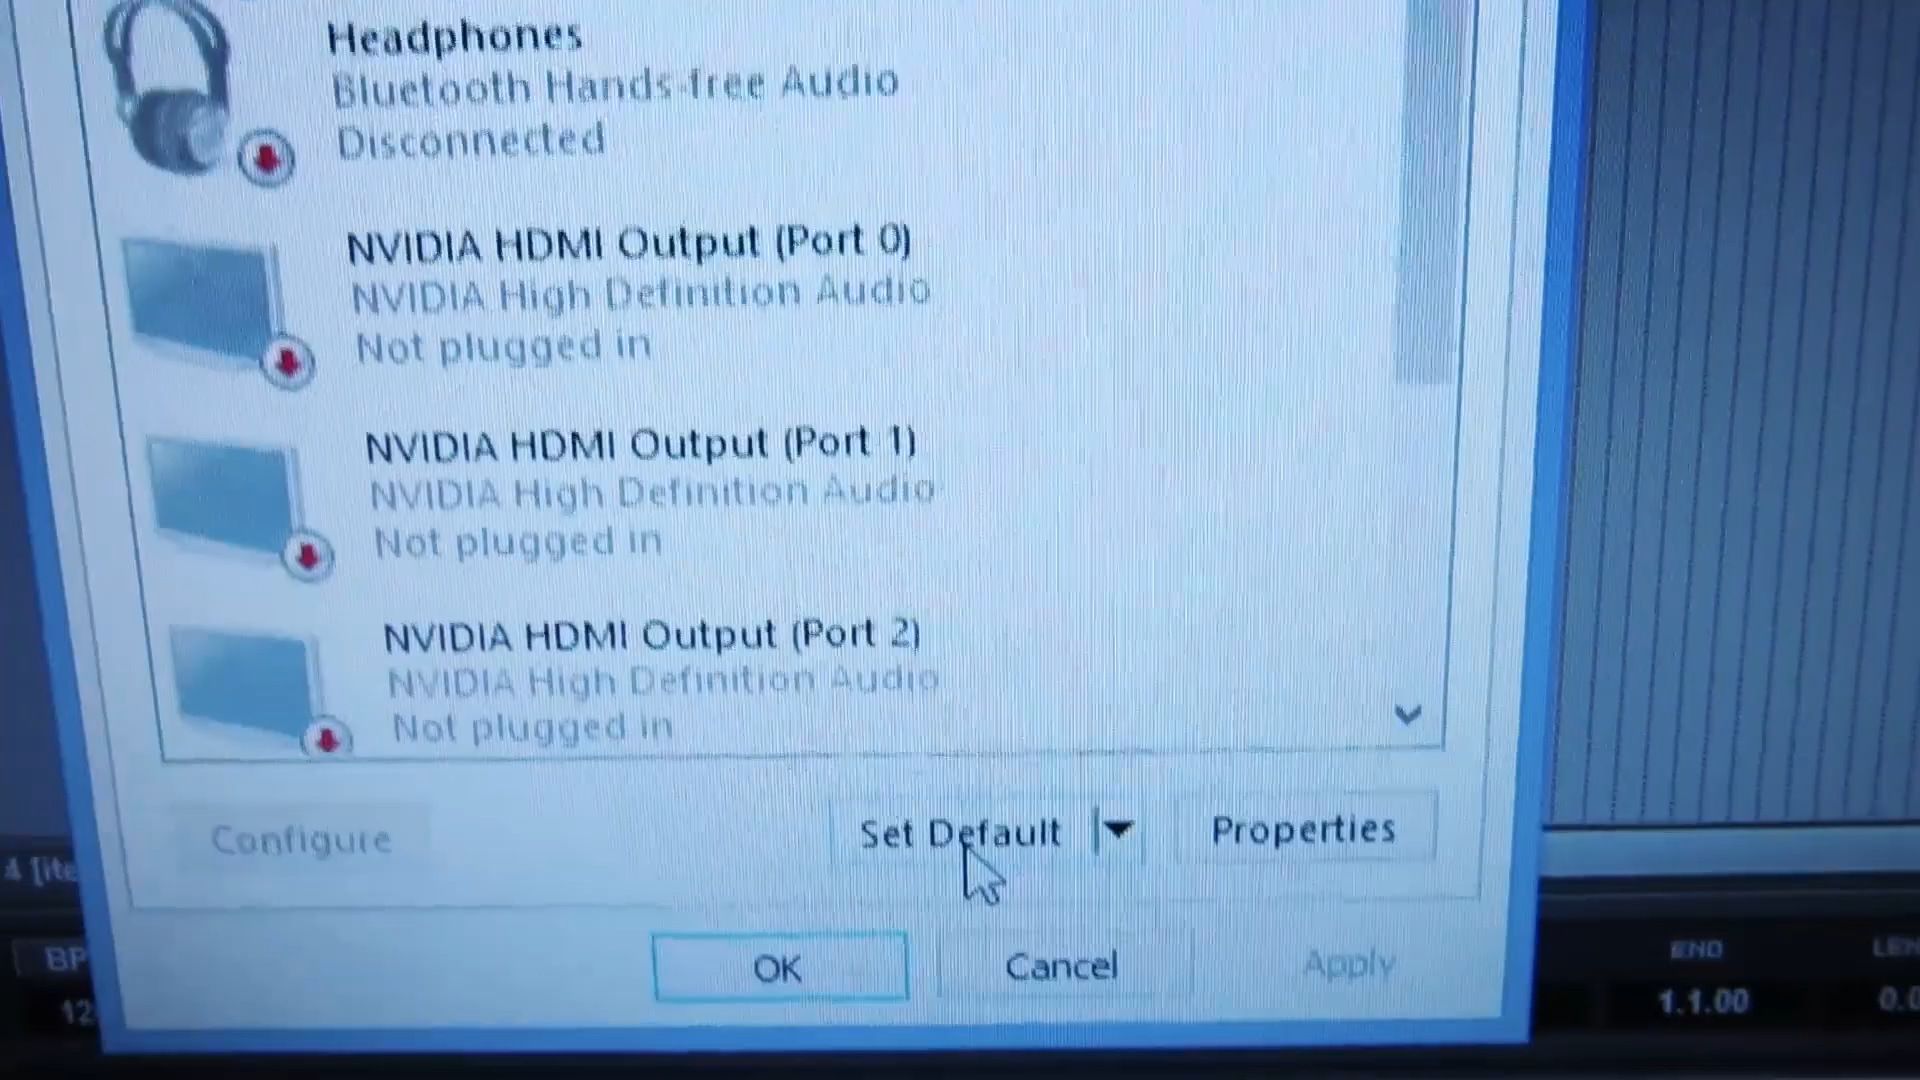 Headphones
Bluetooth Hands-free Audio
Disconnected
NVIDIA HDMI Output (Port 0)
NVIDIA High Definition Audio
Not plugged in
NVIDIA HDMI Output (Port 1)
NVIDIA High Definition Audio
Not plugged in
NVIDIA HDMI Output (Port 2)
NVIDIA High Definition Audio
Not plugged in
Configure
Set Default
Properties
OK
Cancel
Apply
END
1.1.00